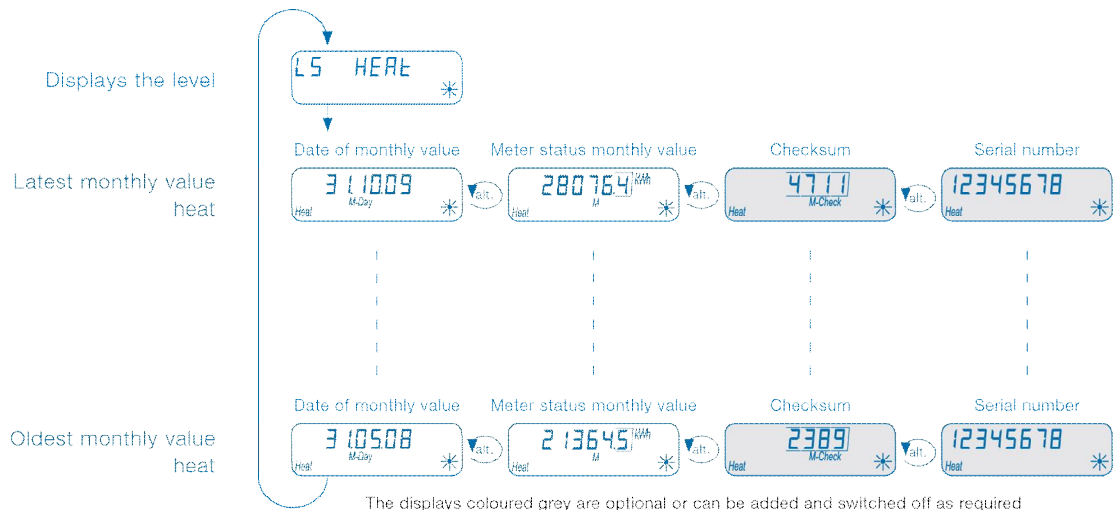 Displays the level
L5 HEAt
Date of monthly value Meter status monthly value Checksum Serial number
Latest monthly value
heat
31.10.09
M-Day
Heat
alt.
28076.4 kWh
M
Heat
alt.
4711
M-Check
Heat
alt.
12345678
Heat
Date of monthly value Meter status monthly value Checksum Serial number
Oldest monthly value
heat
31.05.08
M-Day
Heat
alt.
21364.5 kWh
M
Heat
alt.
2389
M-Check
Heat
alt.
12345678
Heat
The displays coloured grey are optional or can be added and switched off as required